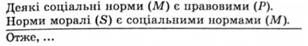 Деякі соціальні норми (M) є правовими (P).
Норми моралі (S) є соціальними нормами (M).
Отже, ...